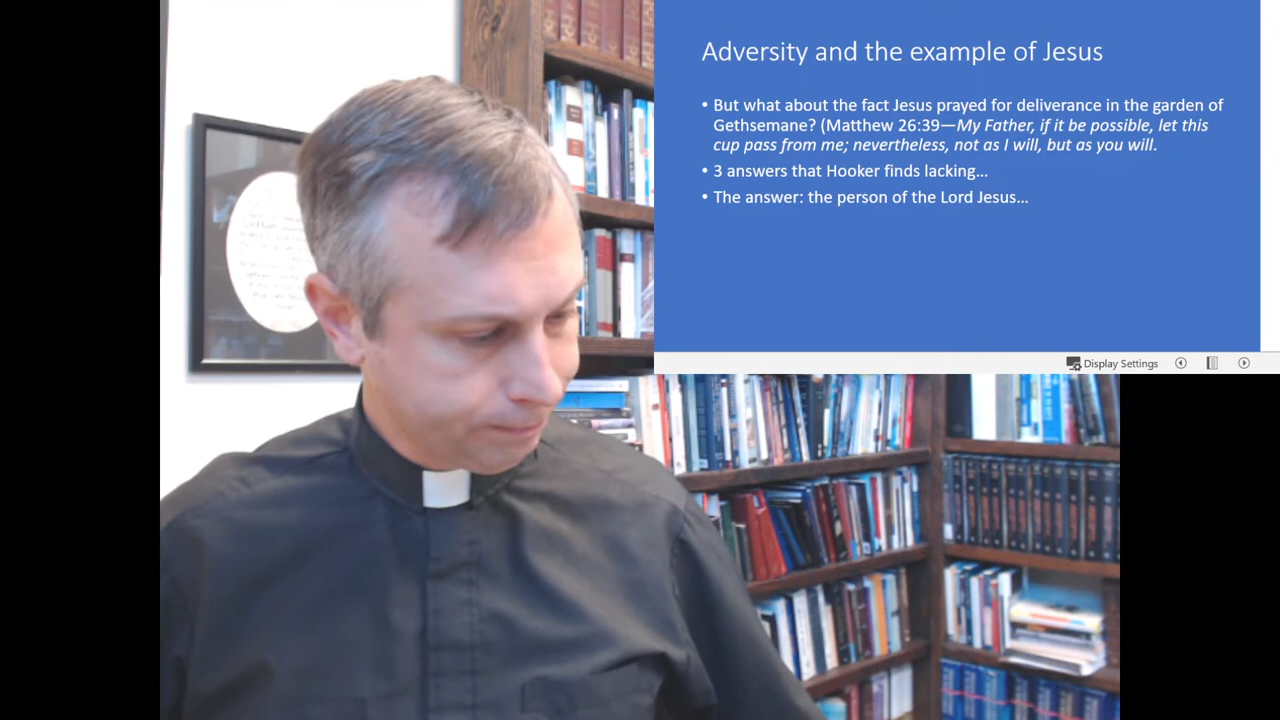 Adversity and the example of Jesus
• But what about the fact Jesus prayed for deliverance in the garden of
Gethsemane? (Matthew 26:39—My Father, if it be possible, let this
cup pass from me; nevertheless, not as I will, but as you will.
• 3 answers that Hooker finds lacking…
• The answer: the person of the Lord Jesus…
Display Settings